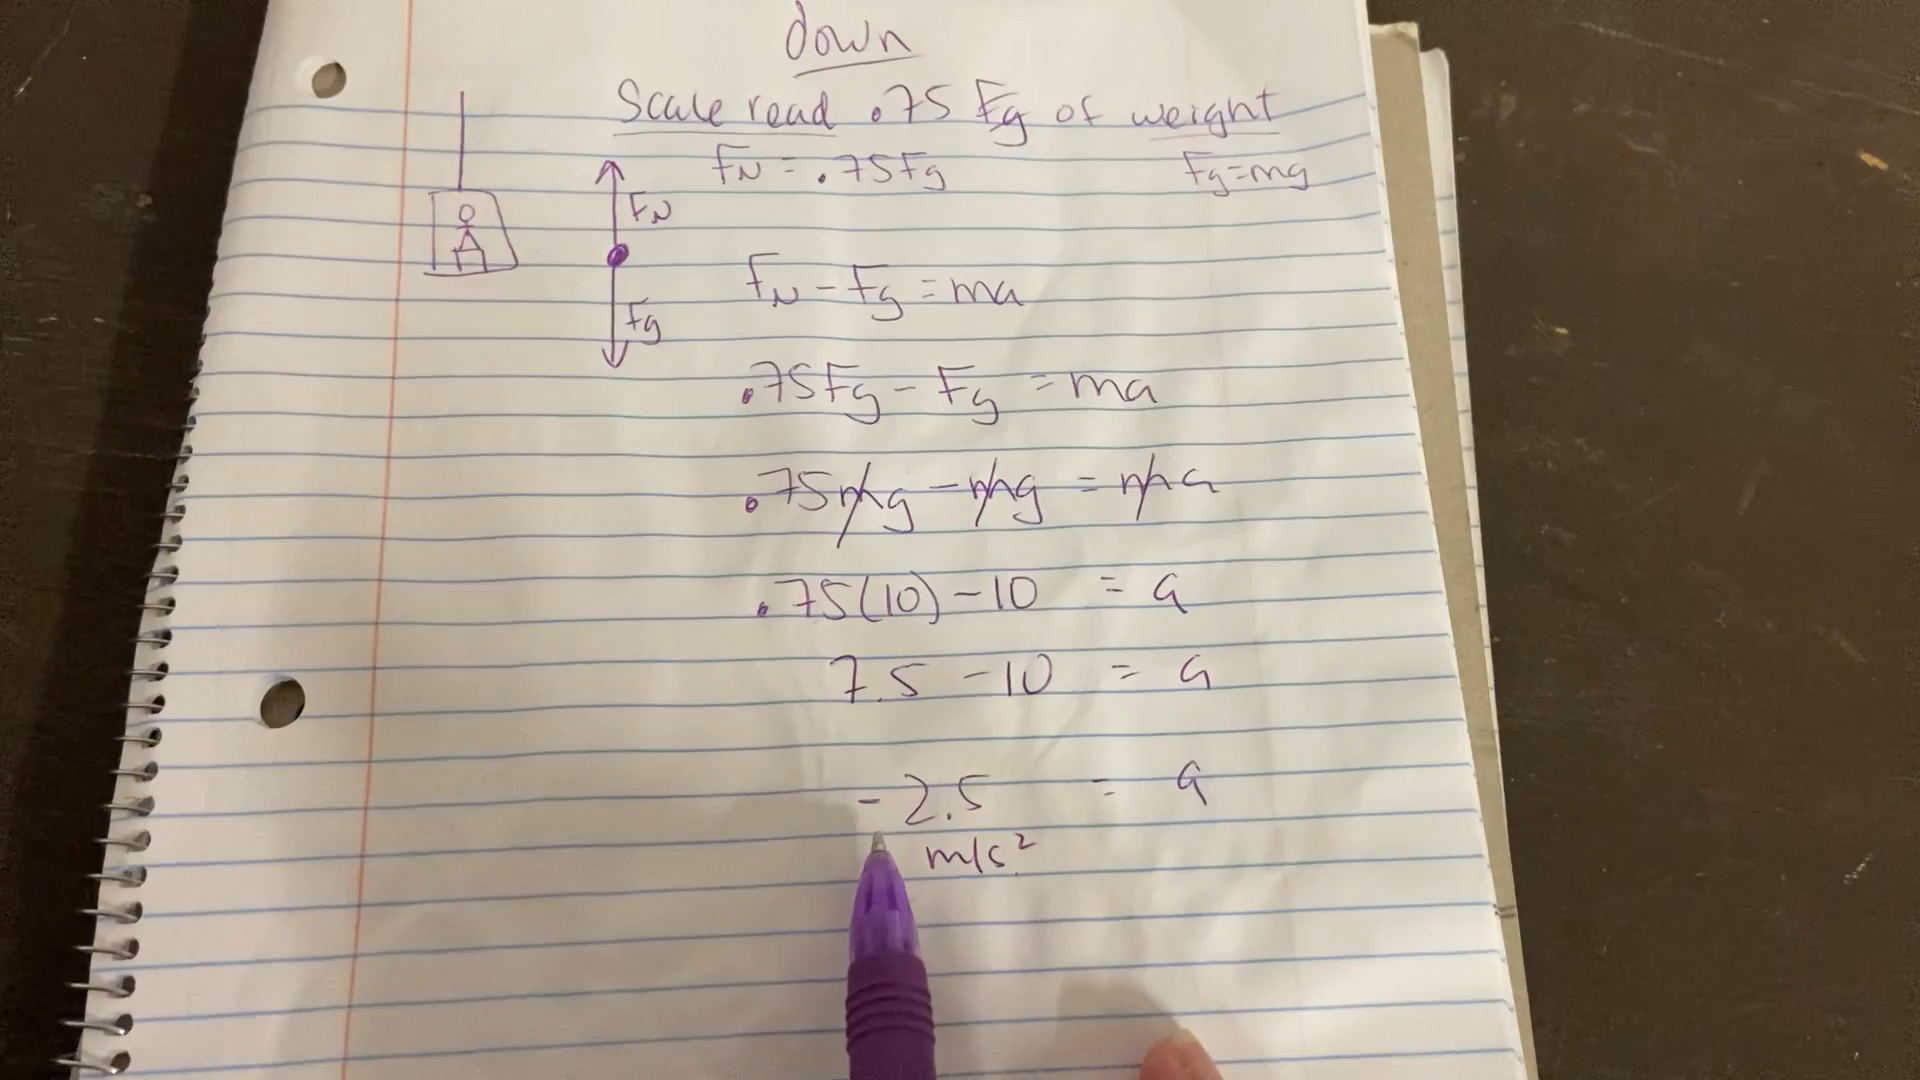 down
Scale read .75 Fg of weight
FN = .75Fg
Fg=mg
FN
Fg
FN - Fg = ma
.75Fg - Fg = ma
.75mg - mg = ma
.75(10) - 10 = a
7.5 - 10 = a
- 2.5 = a
m/s²